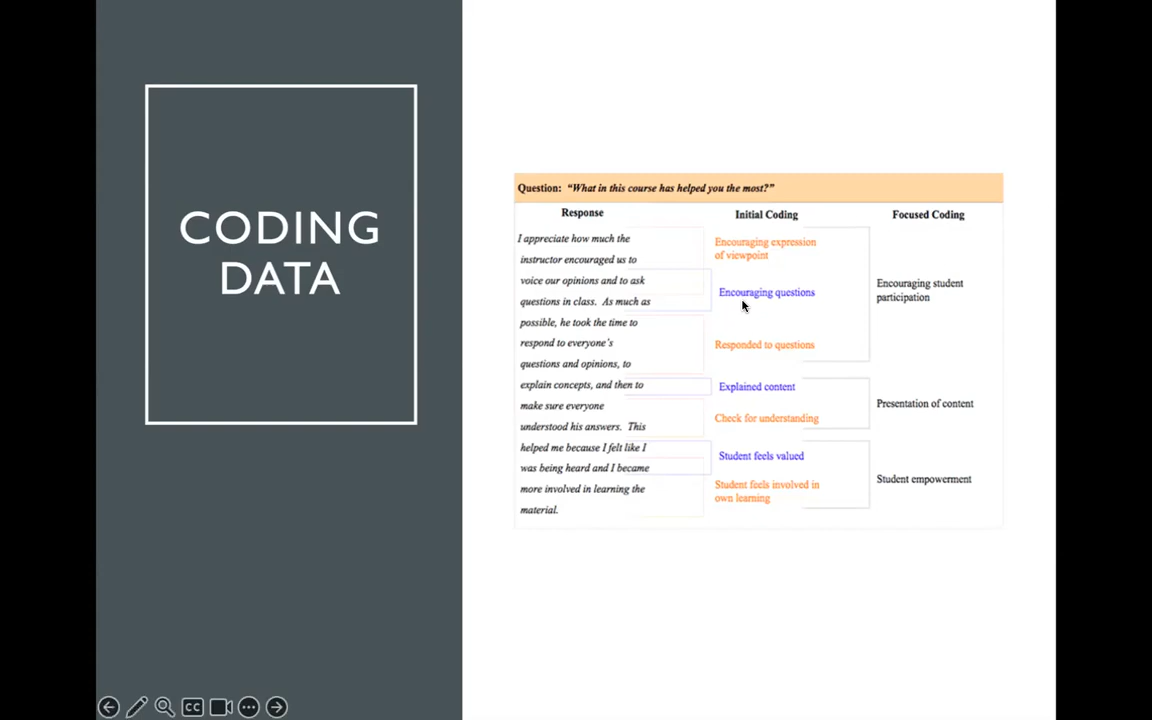 CODING
DATA
Question: “What in this course has helped you the most?”
Response
Initial Coding
Focused Coding
I appreciate how much the
instructor encouraged us to
voice our opinions and to ask
questions in class. As much as
possible, he took the time to
respond to everyone’s
questions and opinions, to
explain concepts, and then to
make sure everyone
understood his answers. This
helped me because I felt like I
was being heard and I became
more involved in learning the
material.
Encouraging expression
of viewpoint
Encouraging questions
Responded to questions
Explained content
Check for understanding
Student feels valued
Student feels involved in
own learning
Encouraging student
participation
Presentation of content
Student empowerment
CC